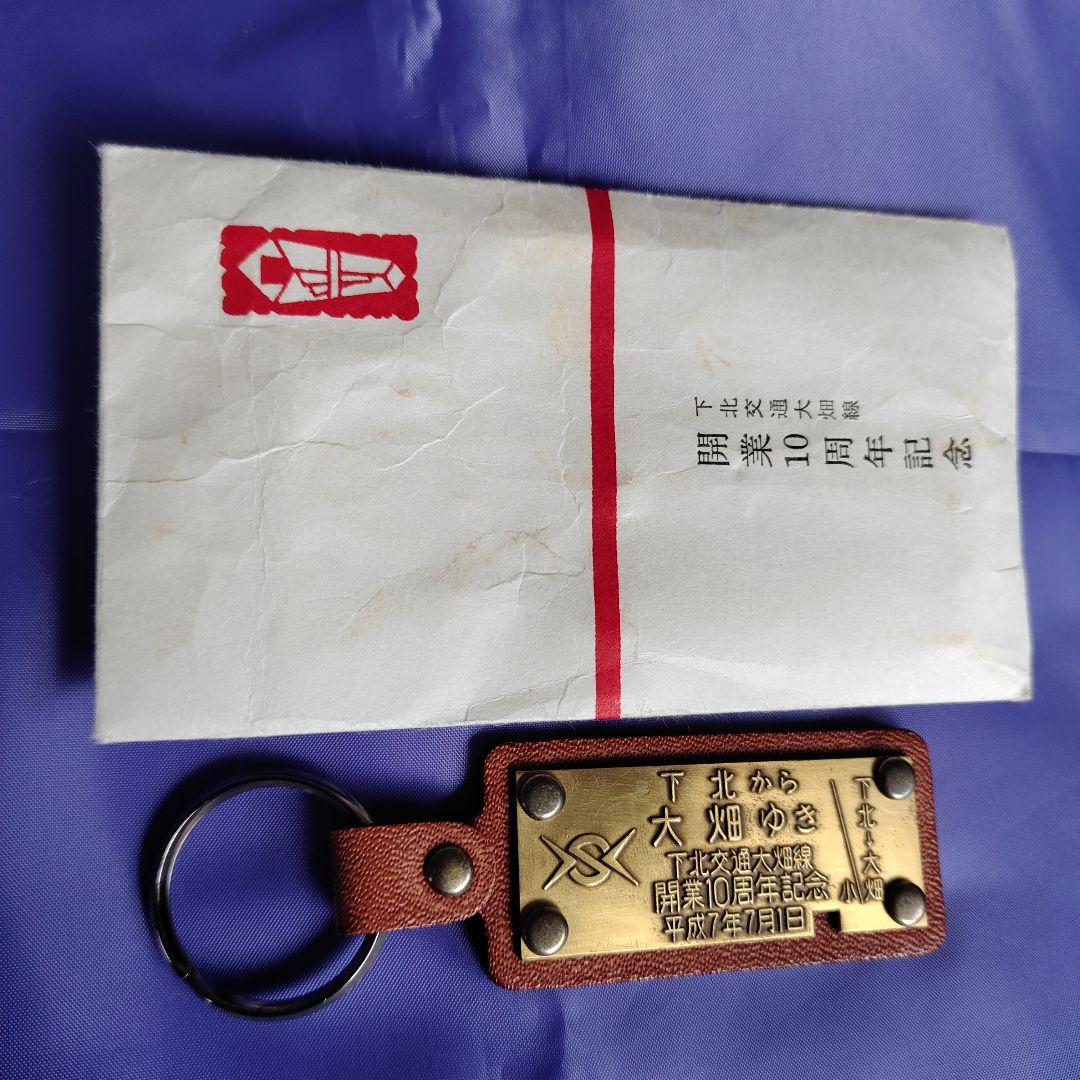 下北交通大畑線
開業10周年記念
下北から
大畑ゆき
下北交通大畑線
開業10周年記念
平成7年7月1日
下北→大畑
小